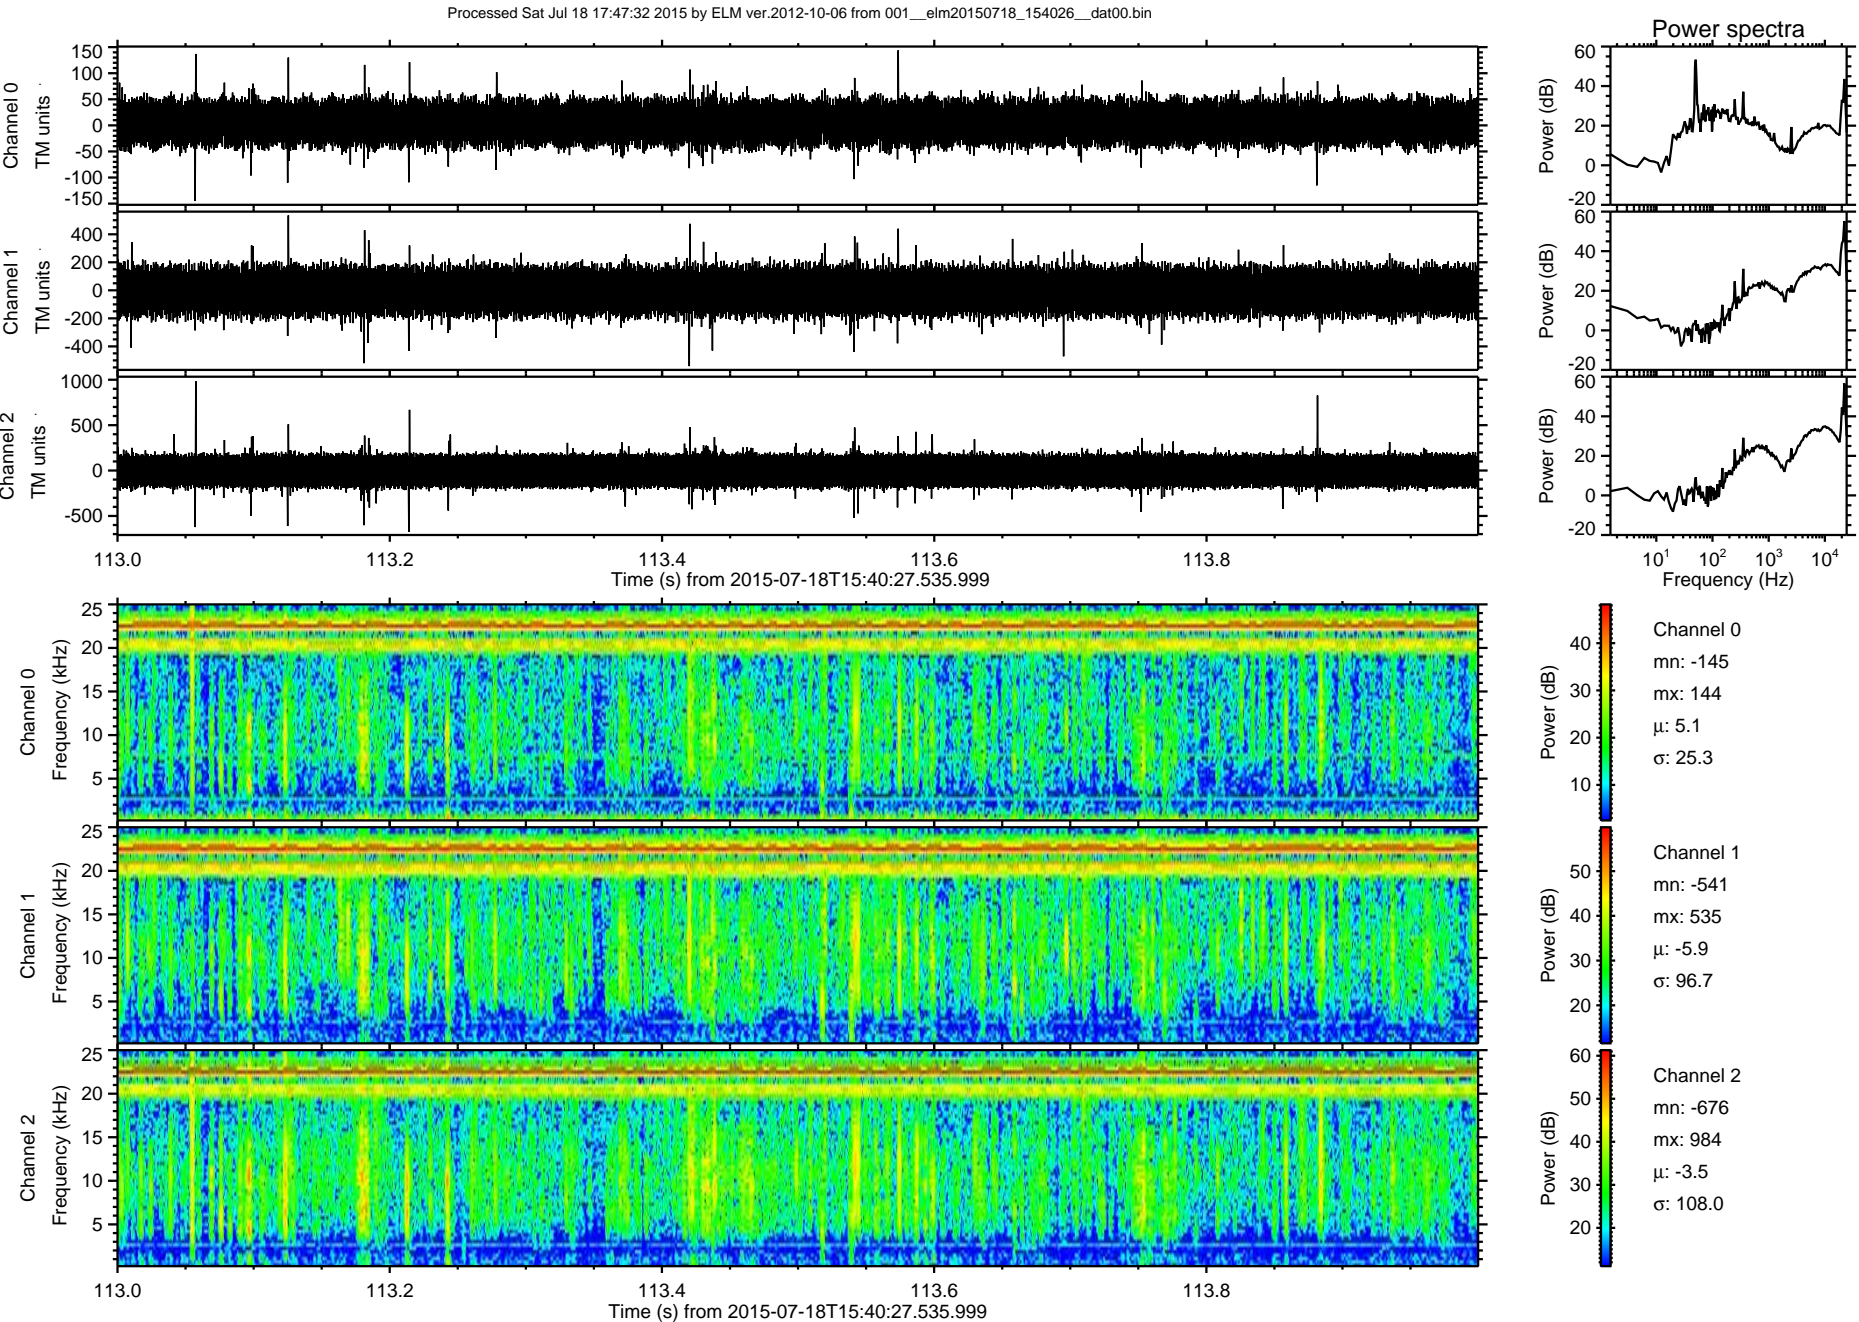 Processed Sat Jul 18 17:47:32 2015 by ELM ver.2012-10-06 from 001__elm20150718_154026__dat00.bin
Power spectra
Channel 0
TM units
150
100
50
0
-50
-100
-150
Power (dB)
60
40
20
0
-20
Channel 1
TM units
400
200
0
-200
-400
Power (dB)
60
40
20
0
-20
Channel 2
TM units
1000
500
0
-500
Power (dB)
60
40
20
0
-20
113.0 113.2 113.4 113.6 113.8
Time (s) from 2015-07-18T15:40:27.535.999
10^1 10^2 10^3 10^4
Frequency (Hz)
Channel 0
Frequency (kHz)
25
20
15
10
5
Power (dB)
40
30
20
10
Channel 0
mn: -145
mx: 144
μ: 5.1
σ: 25.3
Channel 1
Frequency (kHz)
25
20
15
10
5
Power (dB)
50
40
30
20
Channel 1
mn: -541
mx: 535
μ: -5.9
σ: 96.7
Channel 2
Frequency (kHz)
25
20
15
10
5
Power (dB)
60
50
40
30
20
Channel 2
mn: -676
mx: 984
μ: -3.5
σ: 108.0
113.0 113.2 113.4 113.6 113.8
Time (s) from 2015-07-18T15:40:27.535.999